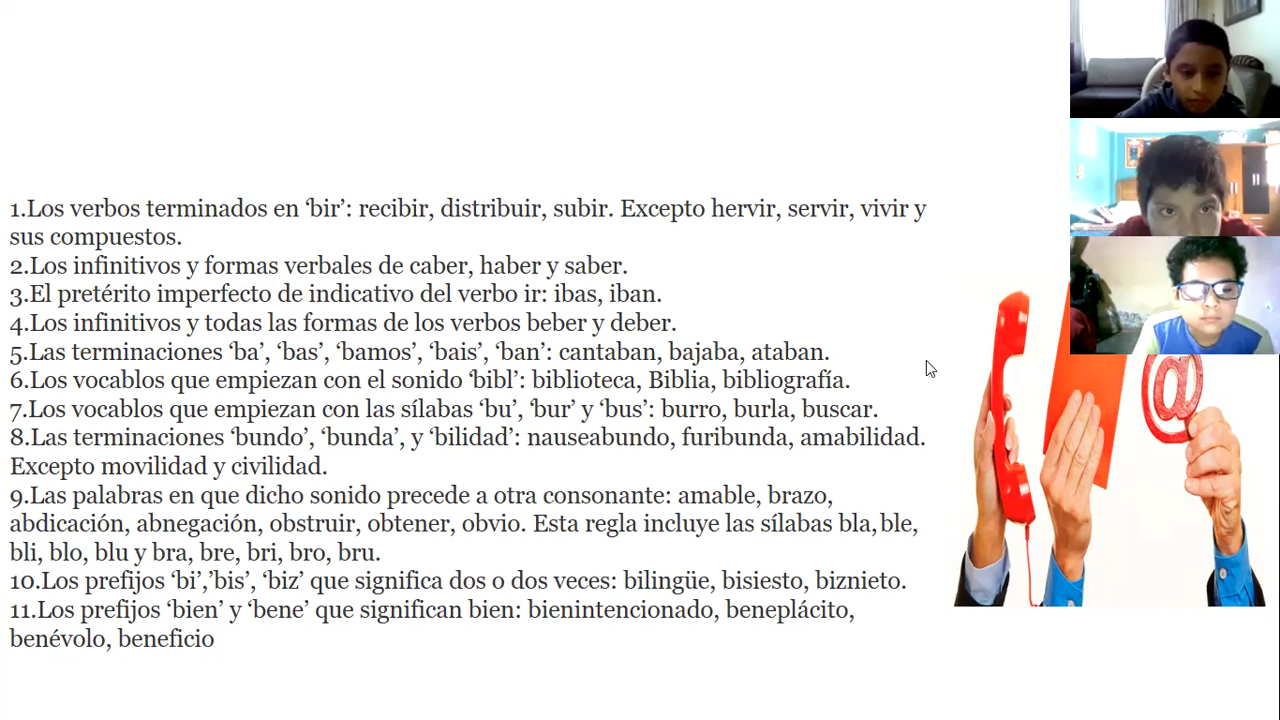 1.Los verbos terminados en ‘bir’: recibir, distribuir, subir. Excepto hervir, servir, vivir y
sus compuestos.
2.Los infinitivos y formas verbales de caber, haber y saber.
3.El pretérito imperfecto de indicativo del verbo ir: ibas, iban.
4.Los infinitivos y todas las formas de los verbos beber y deber.
5.Las terminaciones ‘ba’, ‘bas’, ‘bamos’, ‘bais’, ‘ban’: cantaban, bajaba, ataban.
6.Los vocablos que empiezan con el sonido ‘bibl’: biblioteca, Biblia, bibliografía.
7.Los vocablos que empiezan con las sílabas ‘bu’, ‘bur’ y ‘bus’: burro, burla, buscar.
8.Las terminaciones ‘bundo’, ‘bunda’, y ‘bilidad’: nauseabundo, furibunda, amabilidad.
Excepto movilidad y civilidad.
9.Las palabras en que dicho sonido precede a otra consonante: amable, brazo,
abdicación, abnegación, obstruir, obtener, obvio. Esta regla incluye las sílabas bla, ble,
bli, blo, blu y bra, bre, bri, bro, bru.
10.Los prefijos ‘bi’,’bis’, ‘biz’ que significa dos o dos veces: bilingüe, bisiesto, biznieto.
11.Los prefijos ‘bien’ y ‘bene’ que significan bien: bienintencionado, beneplácito,
benévolo, beneficio
@